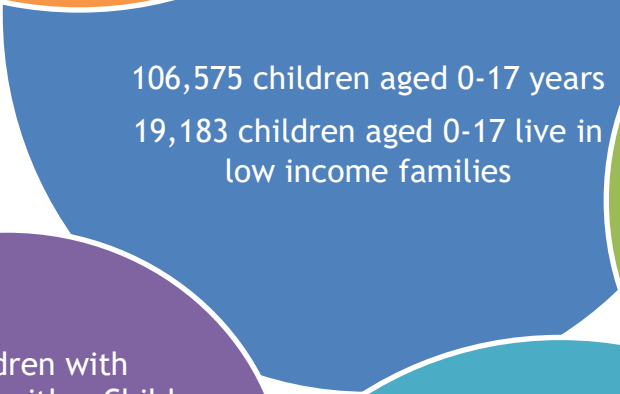 106,575 children aged 0-17 years
19,183 children aged 0-17 live in
low income families
dren with